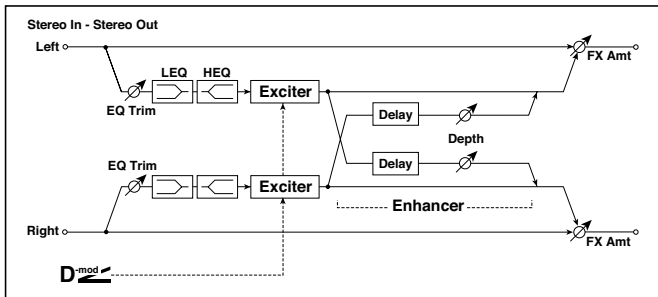 Stereo In - Stereo Out
Left
FX Amt
LEQ HEQ
EQ Trim
Exciter
Delay
Depth
EQ Trim
Delay
Exciter
Enhancer
Right
FX Amt
D-mod